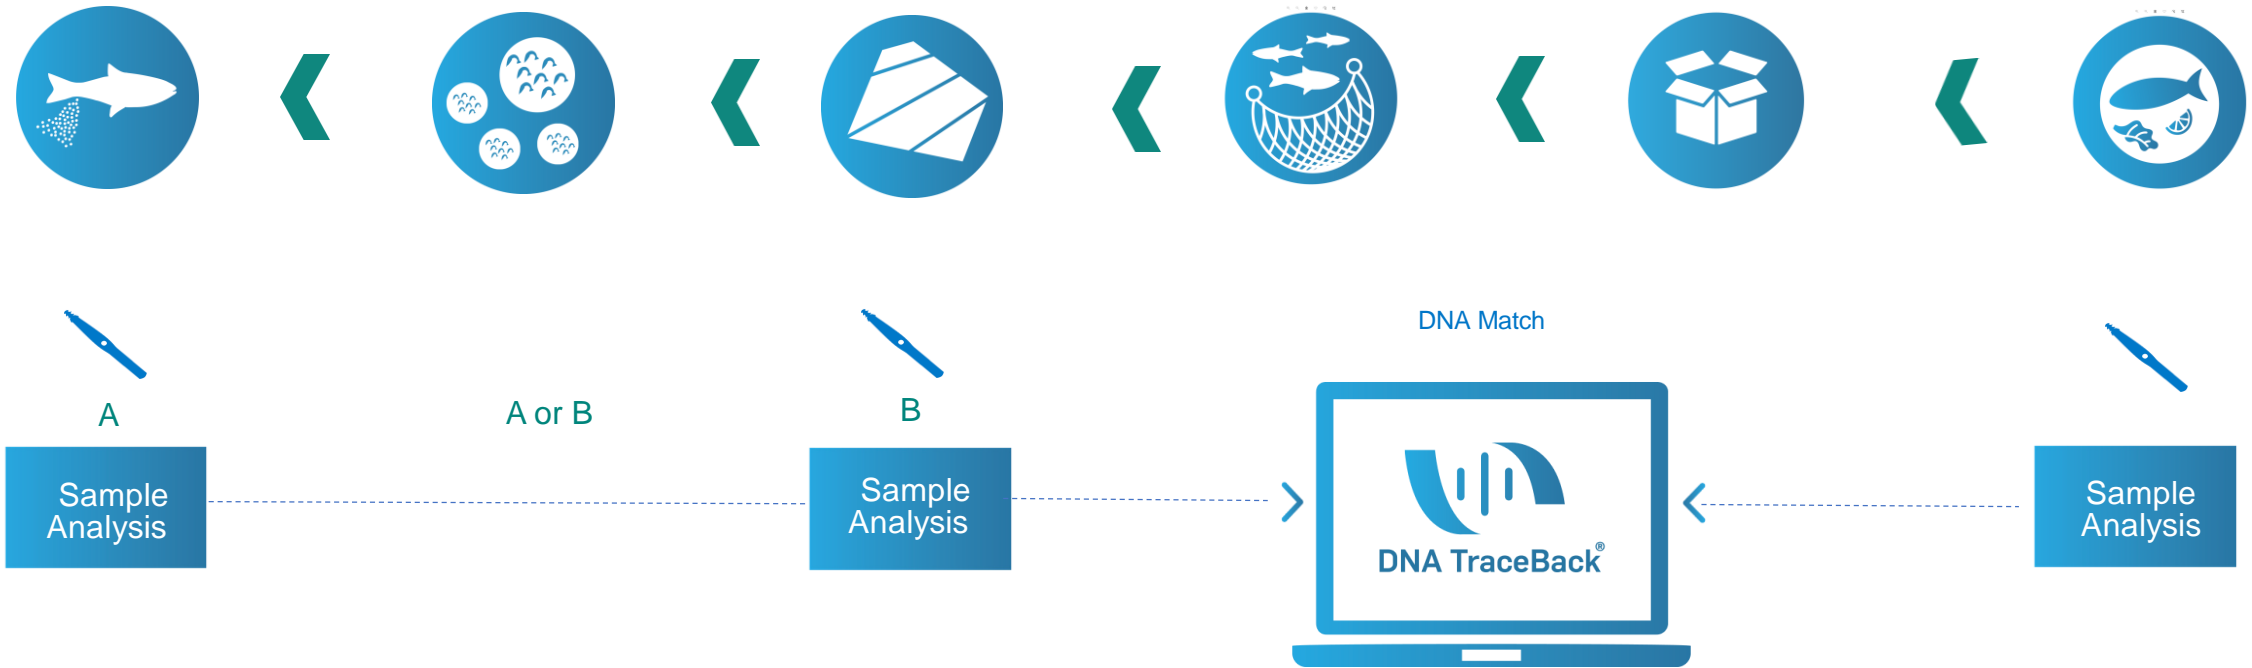 DNA Match
A
A or B
B
Sample
Analysis
Sample
Analysis
DNA TraceBack®
Sample
Analysis